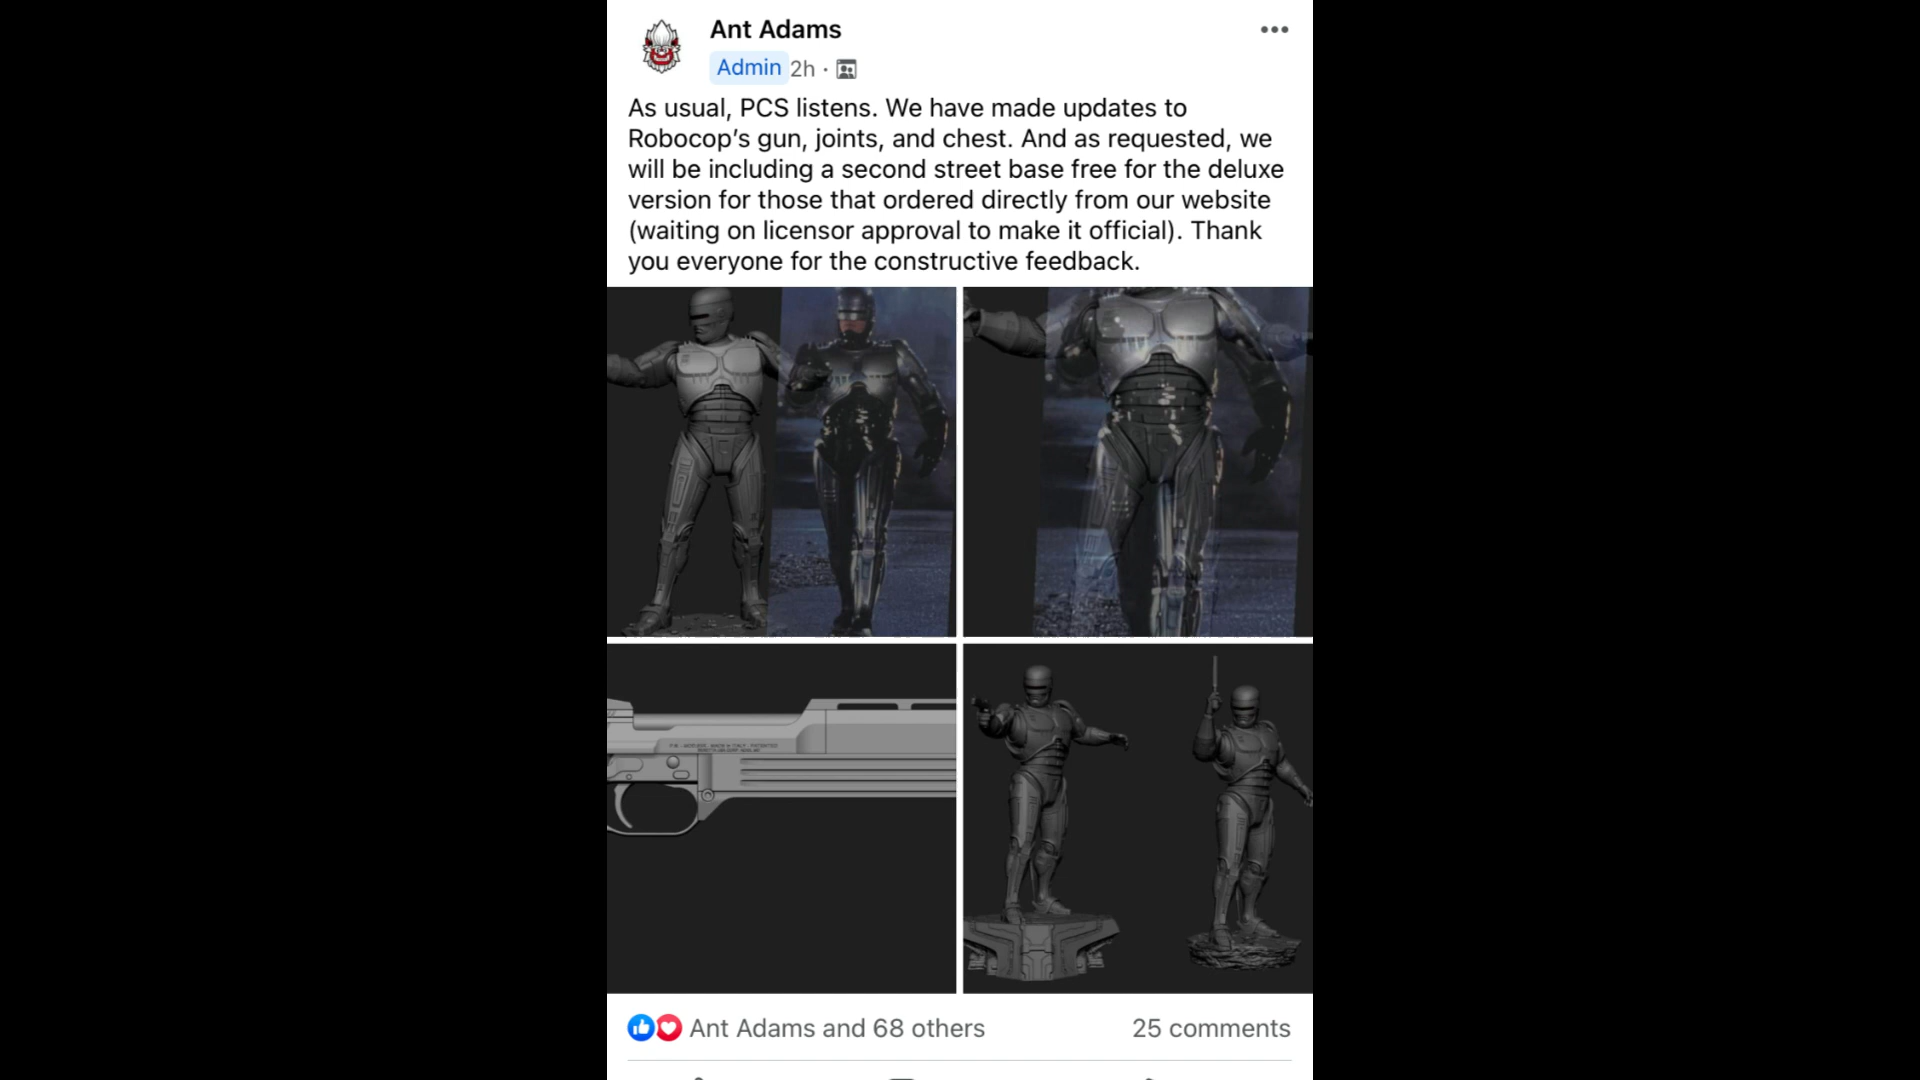 Ant Adams
Admin 2h ·
As usual, PCS listens. We have made updates to
Robocop’s gun, joints, and chest. And as requested, we
will be including a second street base free for the deluxe
version for those that ordered directly from our website
(waiting on licensor approval to make it official). Thank
you everyone for the constructive feedback.
Ant Adams and 68 others
25 comments